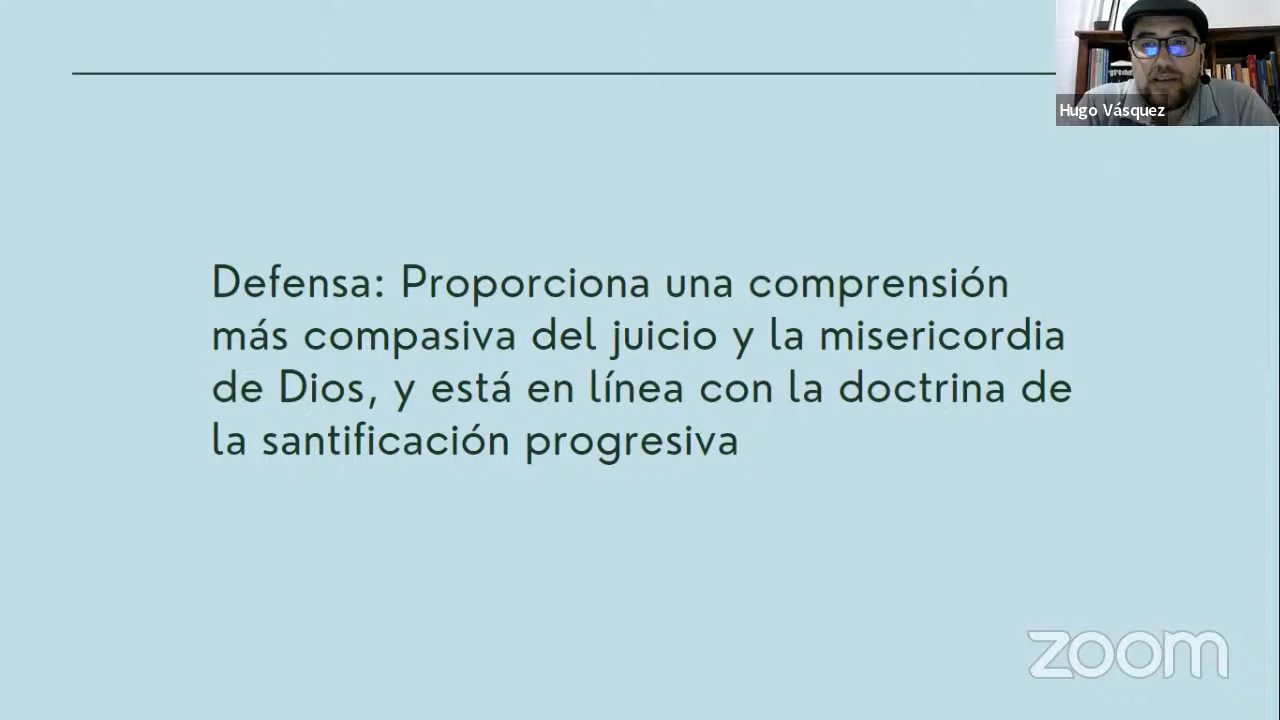 Hugo Vásquez
Defensa: Proporciona una comprensión
más compasiva del juicio y la misericordia
de Dios, y está en línea con la doctrina de
la santificación progresiva
zoom